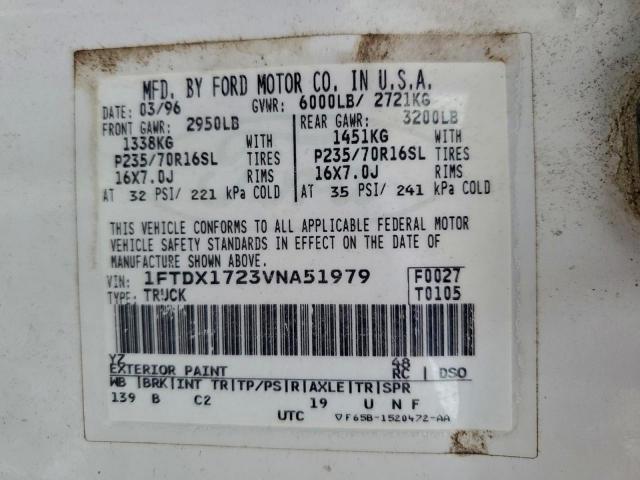 MFD. BY FORD MOTOR CO. IN U.S.A.
DATE: 03/96 GVWR: 6000LB/ 2721KG
FRONT GAWR: 2950LB REAR GAWR: 3200LB
1338KG WITH 1451KG WITH
P235/70R16SL TIRES P235/70R16SL TIRES
16X7.0J RIMS 16X7.0J RIMS
AT 32 PSI/ 221 kPa COLD AT 35 PSI/ 241 kPa COLD
THIS VEHICLE CONFORMS TO ALL APPLICABLE FEDERAL MOTOR
VEHICLE SAFETY STANDARDS IN EFFECT ON THE DATE OF
MANUFACTURE SHOWN ABOVE.
VIN: 1FTDX1723VNA51979 F0027
TYPE: TRUCK T0105
YZ 48
EXTERIOR PAINT RC DSO
WB BRK INT TR TP/PS R AXLE TR SPR
139 B C2 19 U N F
UTC ▽F65B-1520472-AA